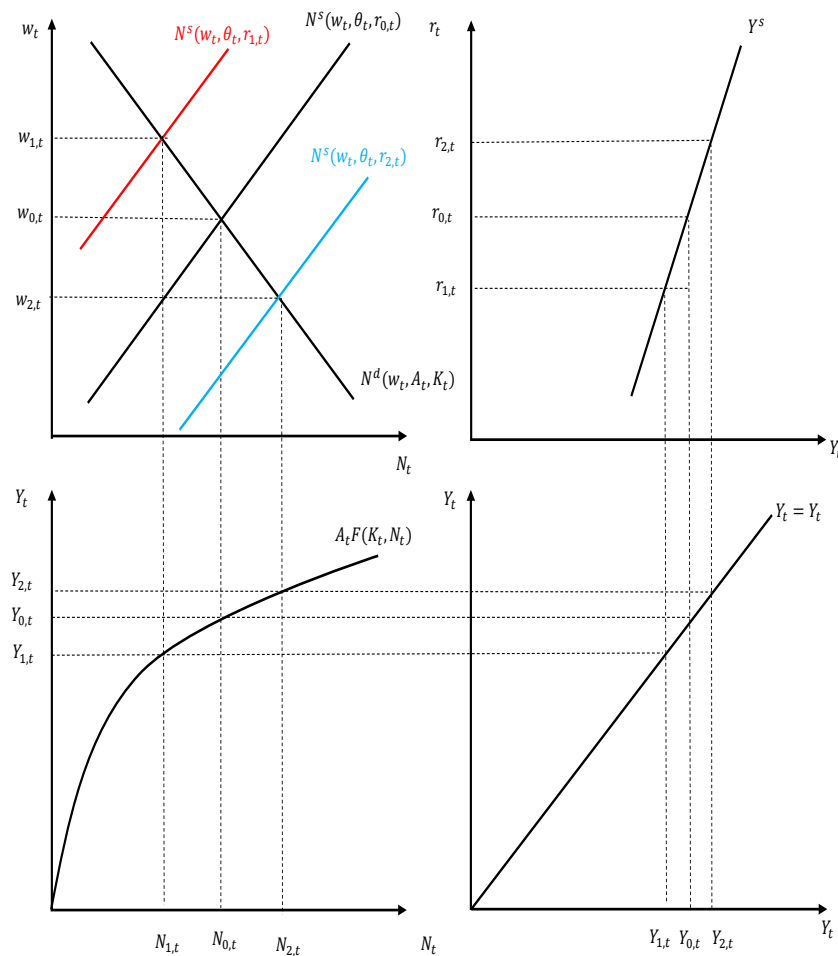 w_t
N^s(w_t, θ_t, r_{1,t})
N^s(w_t, θ_t, r_{0,t})
N^s(w_t, θ_t, r_{2,t})
w_{1,t}
w_{0,t}
w_{2,t}
N^d(w_t, A_t, K_t)
N_t
r_t
Y^s
r_{2,t}
r_{0,t}
r_{1,t}
Y_t
Y_t
A_tF(K_t, N_t)
Y_{2,t}
Y_{0,t}
Y_{1,t}
N_{1,t}
N_{0,t}
N_{2,t}
N_t
Y_t
Y_t = Y_t
Y_{1,t}
Y_{0,t}
Y_{2,t}
Y_t